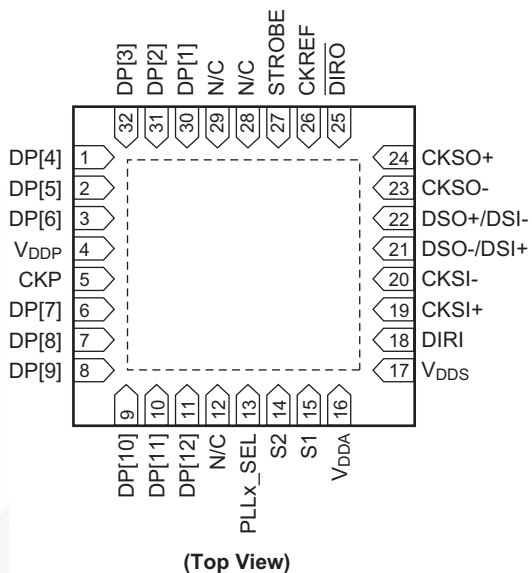 DP[3] DP[2] DP[1] N/C N/C STROBE CKREF DIRO
32 31 30 29 28 27 26 25
DP[4] 1
DP[5] 2
DP[6] 3
VDDP 4
CKP 5
DP[7] 6
DP[8] 7
DP[9] 8
24 CKSO+
23 CKSO-
22 DSO+/DSI-
21 DSO-/DSI+
20 CKSI-
19 CKSI+
18 DIRI
17 VDDS
9 10 11 12 13 14 15 16
DP[10] DP[11] DP[12] N/C PLLx_SEL S2 S1 VDDA
(Top View)